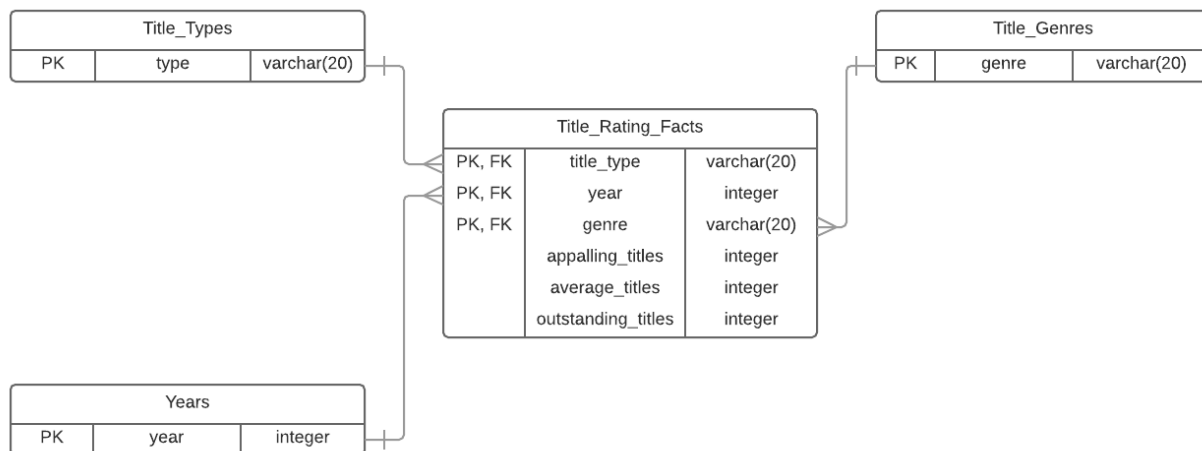 Title_Types
PK type varchar(20)
Title_Genres
PK genre varchar(20)
Title_Rating_Facts
PK, FK title_type varchar(20)
PK, FK year integer
PK, FK genre varchar(20)
appalling_titles integer
average_titles integer
outstanding_titles integer
Years
PK year integer